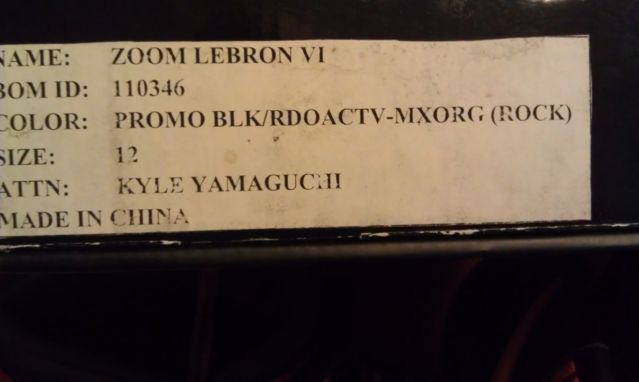 NAME: ZOOM LEBRON VI
BOM ID: 110346
COLOR: PROMO BLK/RDOACTV-MXORG (ROCK)
SIZE: 12
ATTN: KYLE YAMAGUCHI
MADE IN CHINA